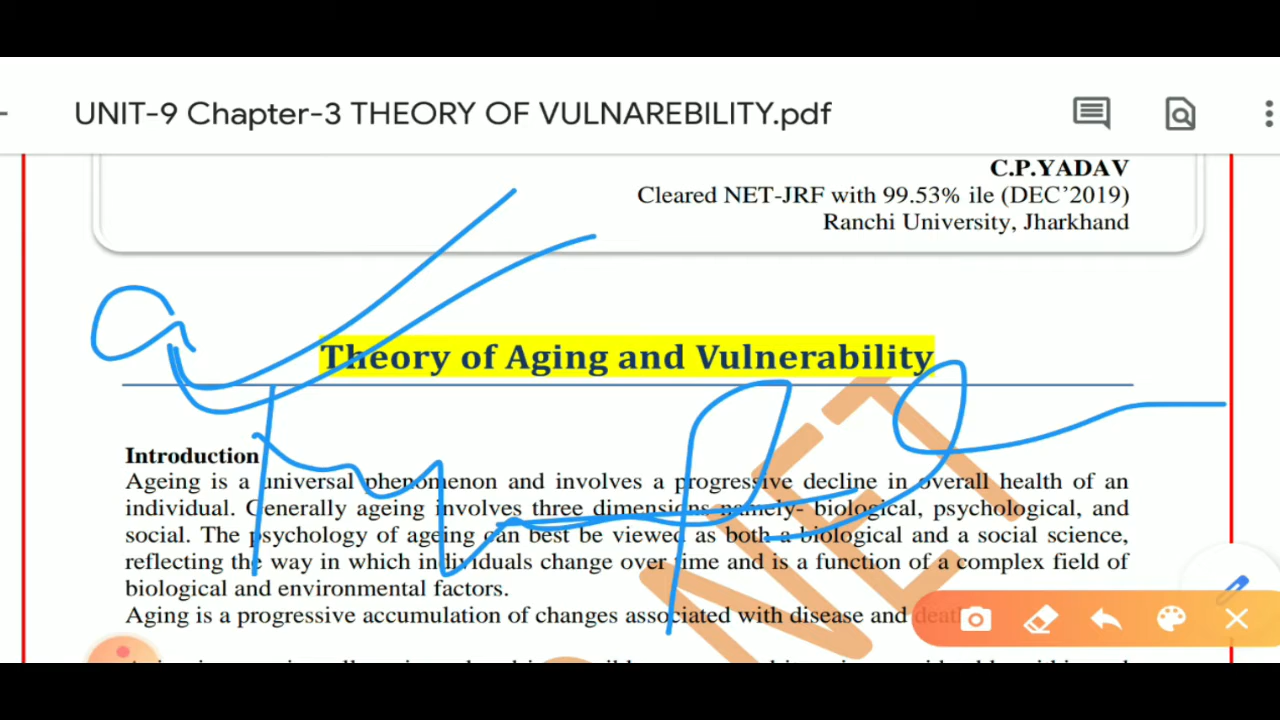 UNIT-9 Chapter-3 THEORY OF VULNAREBILITY.pdf
C.P.YADAV
Cleared NET-JRF with 99.53% ile (DEC’2019)
Ranchi University, Jharkhand
Theory of Aging and Vulnerability
Introduction
Ageing is a universal phenomenon and involves a progressive decline in overall health of an
individual. Generally ageing involves three dimensions namely- biological, psychological, and
social. The psychology of ageing can best be viewed as both a biological and a social science,
reflecting the way in which individuals change over time and is a function of a complex field of
biological and environmental factors.
Aging is a progressive accumulation of changes associated with disease and death
NET